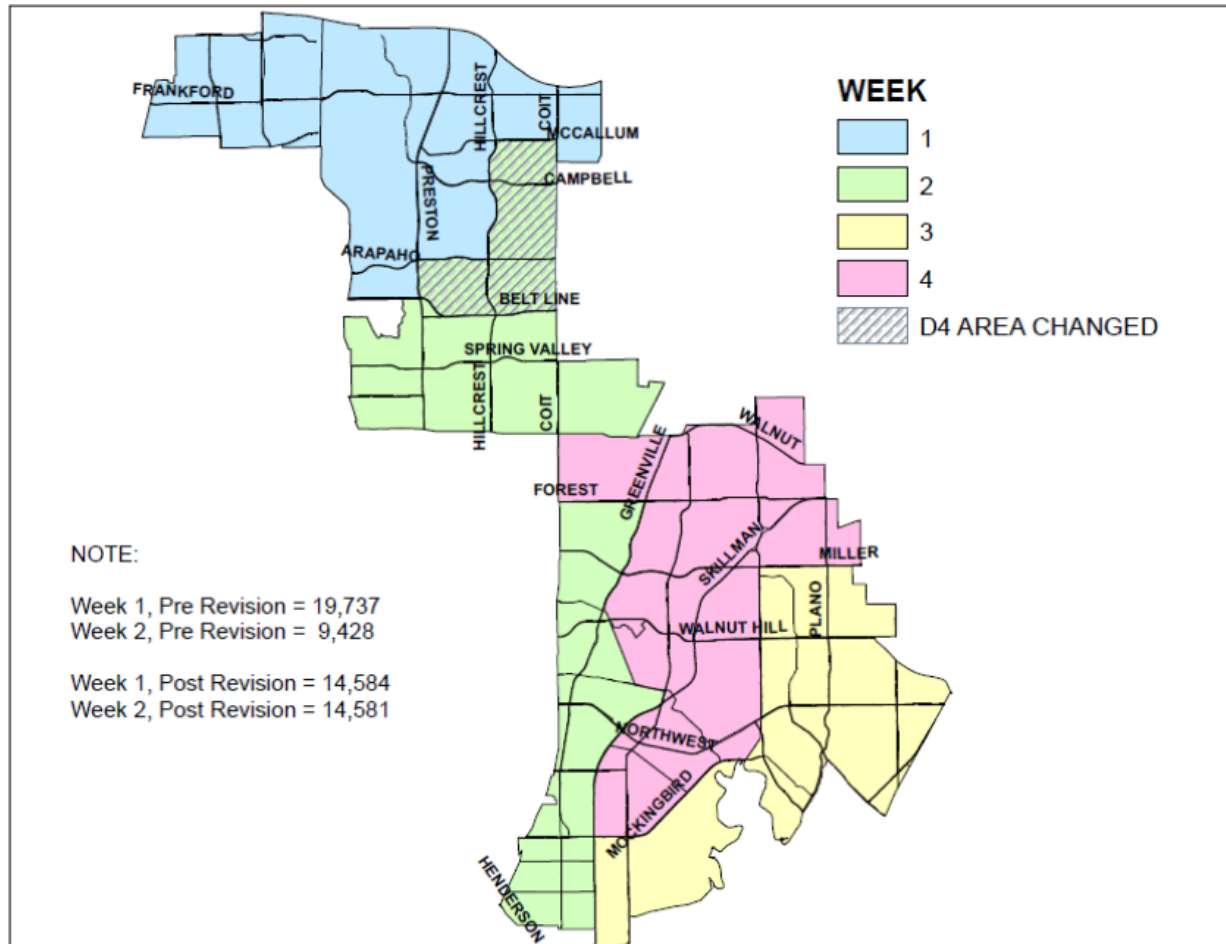 WEEK
1
2
3
4
D4 AREA CHANGED
FRANKFORD
HILLCREST
COIT
MCCALLUM
CAMPBELL
PRESTON
ARAPAHO
BELT LINE
SPRING VALLEY
HILLCREST
COIT
WALNUT
GREENVILLE
FOREST
SKILLMAN
MILLER
PLANO
WALNUT HILL
NORTHWEST
MOCKINGBIRD
HENDERSON
NOTE:
Week 1, Pre Revision = 19,737
Week 2, Pre Revision = 9,428
Week 1, Post Revision = 14,584
Week 2, Post Revision = 14,581